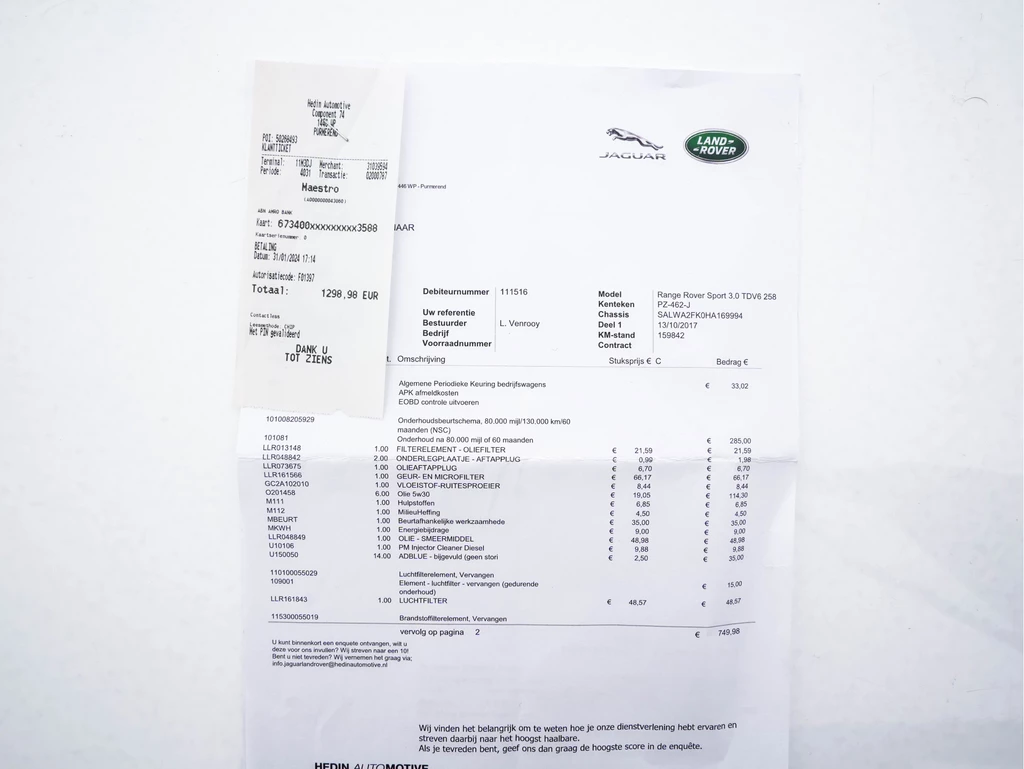 Hedin Automotive
Component 74
1446 WP
PURMEREND
POI: 50266493
KLANTTICKET
Terminal: 11M3CJ Merchant: 31039594
Periode: 4031 Transactie: 02000767
Maestro
(A0000000043060)
ABN AMRO BANK
Kaart: 673400xxxxxxxxx3588
Kaartserienummer: 0
BETALING
Datum: 31/01/2024 17:14
Autorisatiecode: F01397
Totaal: 1298,98 EUR
Contactless
Leesmethode: CHIP
Met PIN gevalideerd
DANK U
TOT ZIENS
JAGUAR
LAND-
-ROVER
446 WP - Purmerend
IAAR
Debiteurnummer 111516
Uw referentie
Bestuurder L. Venrooy
Bedrijf
Voorraadnummer
Model Range Rover Sport 3.0 TDV6 258
Kenteken PZ-462-J
Chassis SALWA2FK0HA169994
Deel 1 13/10/2017
KM-stand 159842
Contract
t. Omschrijving Stuksprijs € C Bedrag €
Algemene Periodieke Keuring bedrijfswagens € 33,02
APK afmeldkosten
EOBD controle uitvoeren
101008205929 Onderhoudsbeurtschema, 80.000 mijl/130.000 km/60
maanden (NSC)
101081 Onderhoud na 80.000 mijl of 60 maanden € 285,00
LLR013148 1.00 FILTERELEMENT - OLIEFILTER € 21,59 € 21,59
LLR048842 2.00 ONDERLEGPLAATJE - AFTAPPLUG € 0,99 € 1,98
LLR073675 1.00 OLIEAFTAPPLUG € 6,70 € 6,70
LLR161566 1.00 GEUR- EN MICROFILTER € 66,17 € 66,17
GC2A102010 1.00 VLOEISTOF-RUITESPROEIER € 8,44 € 8,44
O201458 6.00 Olie 5w30 € 19,05 € 114,30
M111 1.00 Hulpstoffen € 6,85 € 6,85
M112 1.00 MilieuHeffing € 4,50 € 4,50
MBEURT 1.00 Beurtafhankelijke werkzaamhede € 35,00 € 35,00
MKWH 1.00 Energiebijdrage € 9,00 € 9,00
LLR048849 1.00 OLIE - SMEERMIDDEL € 48,98 € 48,98
U10106 1.00 PM Injector Cleaner Diesel € 9,88 € 9,88
U150050 14.00 ADBLUE - bijgevuld (geen stori € 2,50 € 35,00
110100055029 Luchtfilterelement, Vervangen
109001 Element - luchtfilter - vervangen (gedurende € 15,00
onderhoud)
LLR161843 1.00 LUCHTFILTER € 48,57 € 48,57
115300055019 Brandstoffilterelement, Vervangen
vervolg op pagina 2 € 749,98
U kunt binnenkort een enquete ontvangen, wilt u
deze voor ons invullen? Wij streven naar een 10!
Bent u niet tevreden? Wij vernemen het graag via;
info.jaguarlandrover@hedinautomotive.nl
Wij vinden het belangrijk om te weten hoe je onze dienstverlening hebt ervaren en
streven daarbij naar het hoogst haalbare.
Als je tevreden bent, geef ons dan graag de hoogste score in de enquête.
HEDIN AUTOMOTIVE